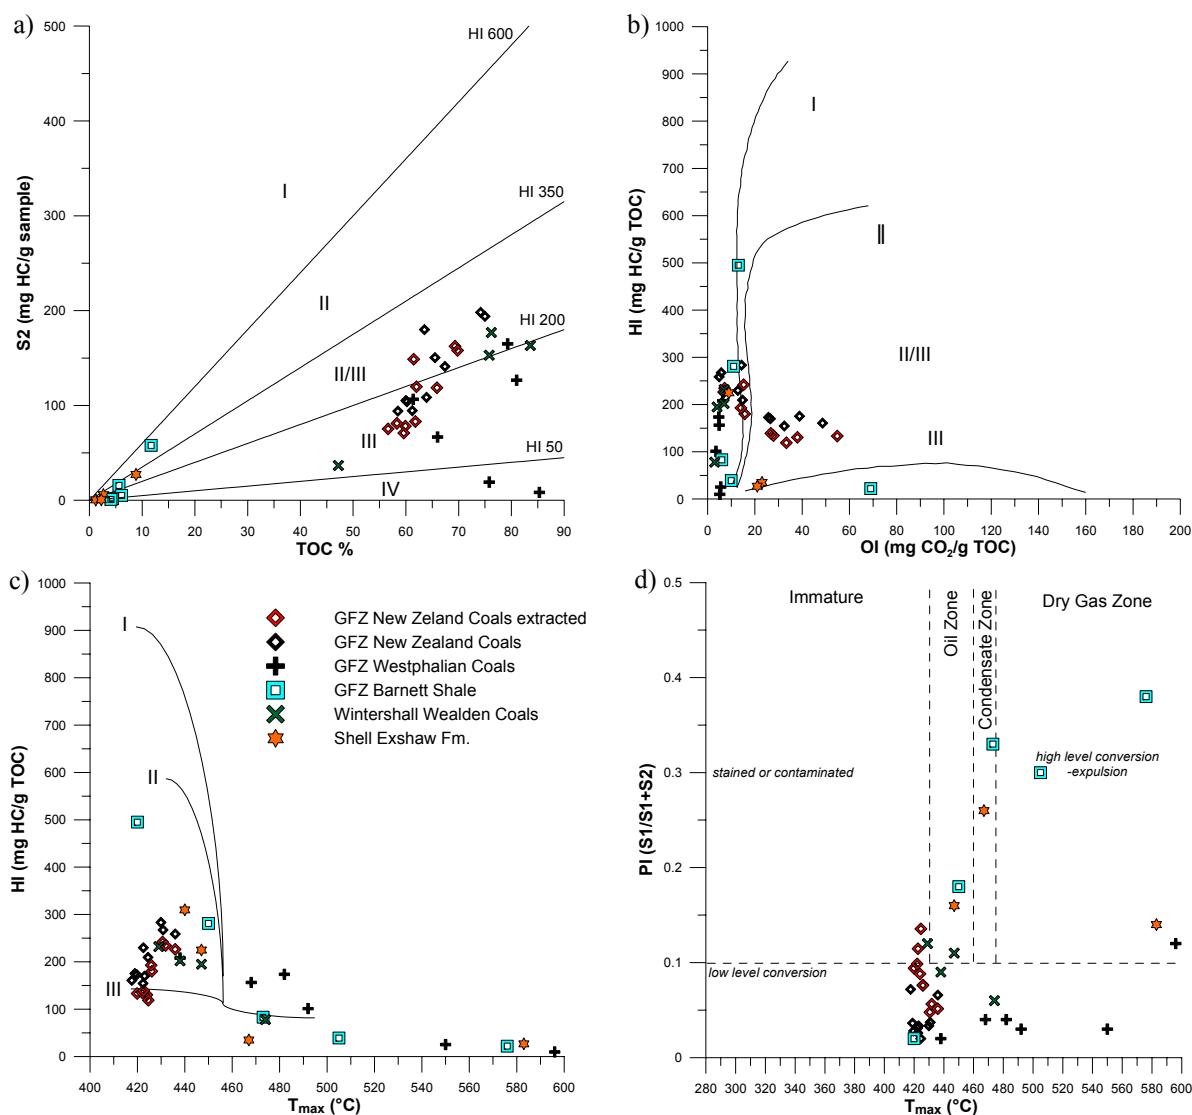 a)
500
400
300
200
100
0
S2 (mg HC/g sample)
HI 600
HI 350
HI 200
HI 50
I
II
II/III
III
IV
0 10 20 30 40 50 60 70 80 90
TOC %
b)
1000
900
800
700
600
500
400
300
200
100
0
HI (mg HC/g TOC)
I
II
II/III
III
0 20 40 60 80 100 120 140 160 180 200
OI (mg CO2/g TOC)
c)
1000
900
800
700
600
500
400
300
200
100
0
HI (mg HC/g TOC)
I
II
III
GFZ New Zeland Coals extracted
GFZ New Zealand Coals
GFZ Westphalian Coals
GFZ Barnett Shale
Wintershall Wealden Coals
Shell Exshaw Fm.
400 420 440 460 480 500 520 540 560 580 600
Tmax (°C)
d)
0.5
0.4
0.3
0.2
0.1
0
PI (S1/S1+S2)
Immature
Oil Zone
Condensate Zone
Dry Gas Zone
stained or contaminated
high level conversion
-expulsion
low level conversion
280 300 320 340 360 380 400 420 440 460 480 500 520 540 560 580 600
Tmax (°C)